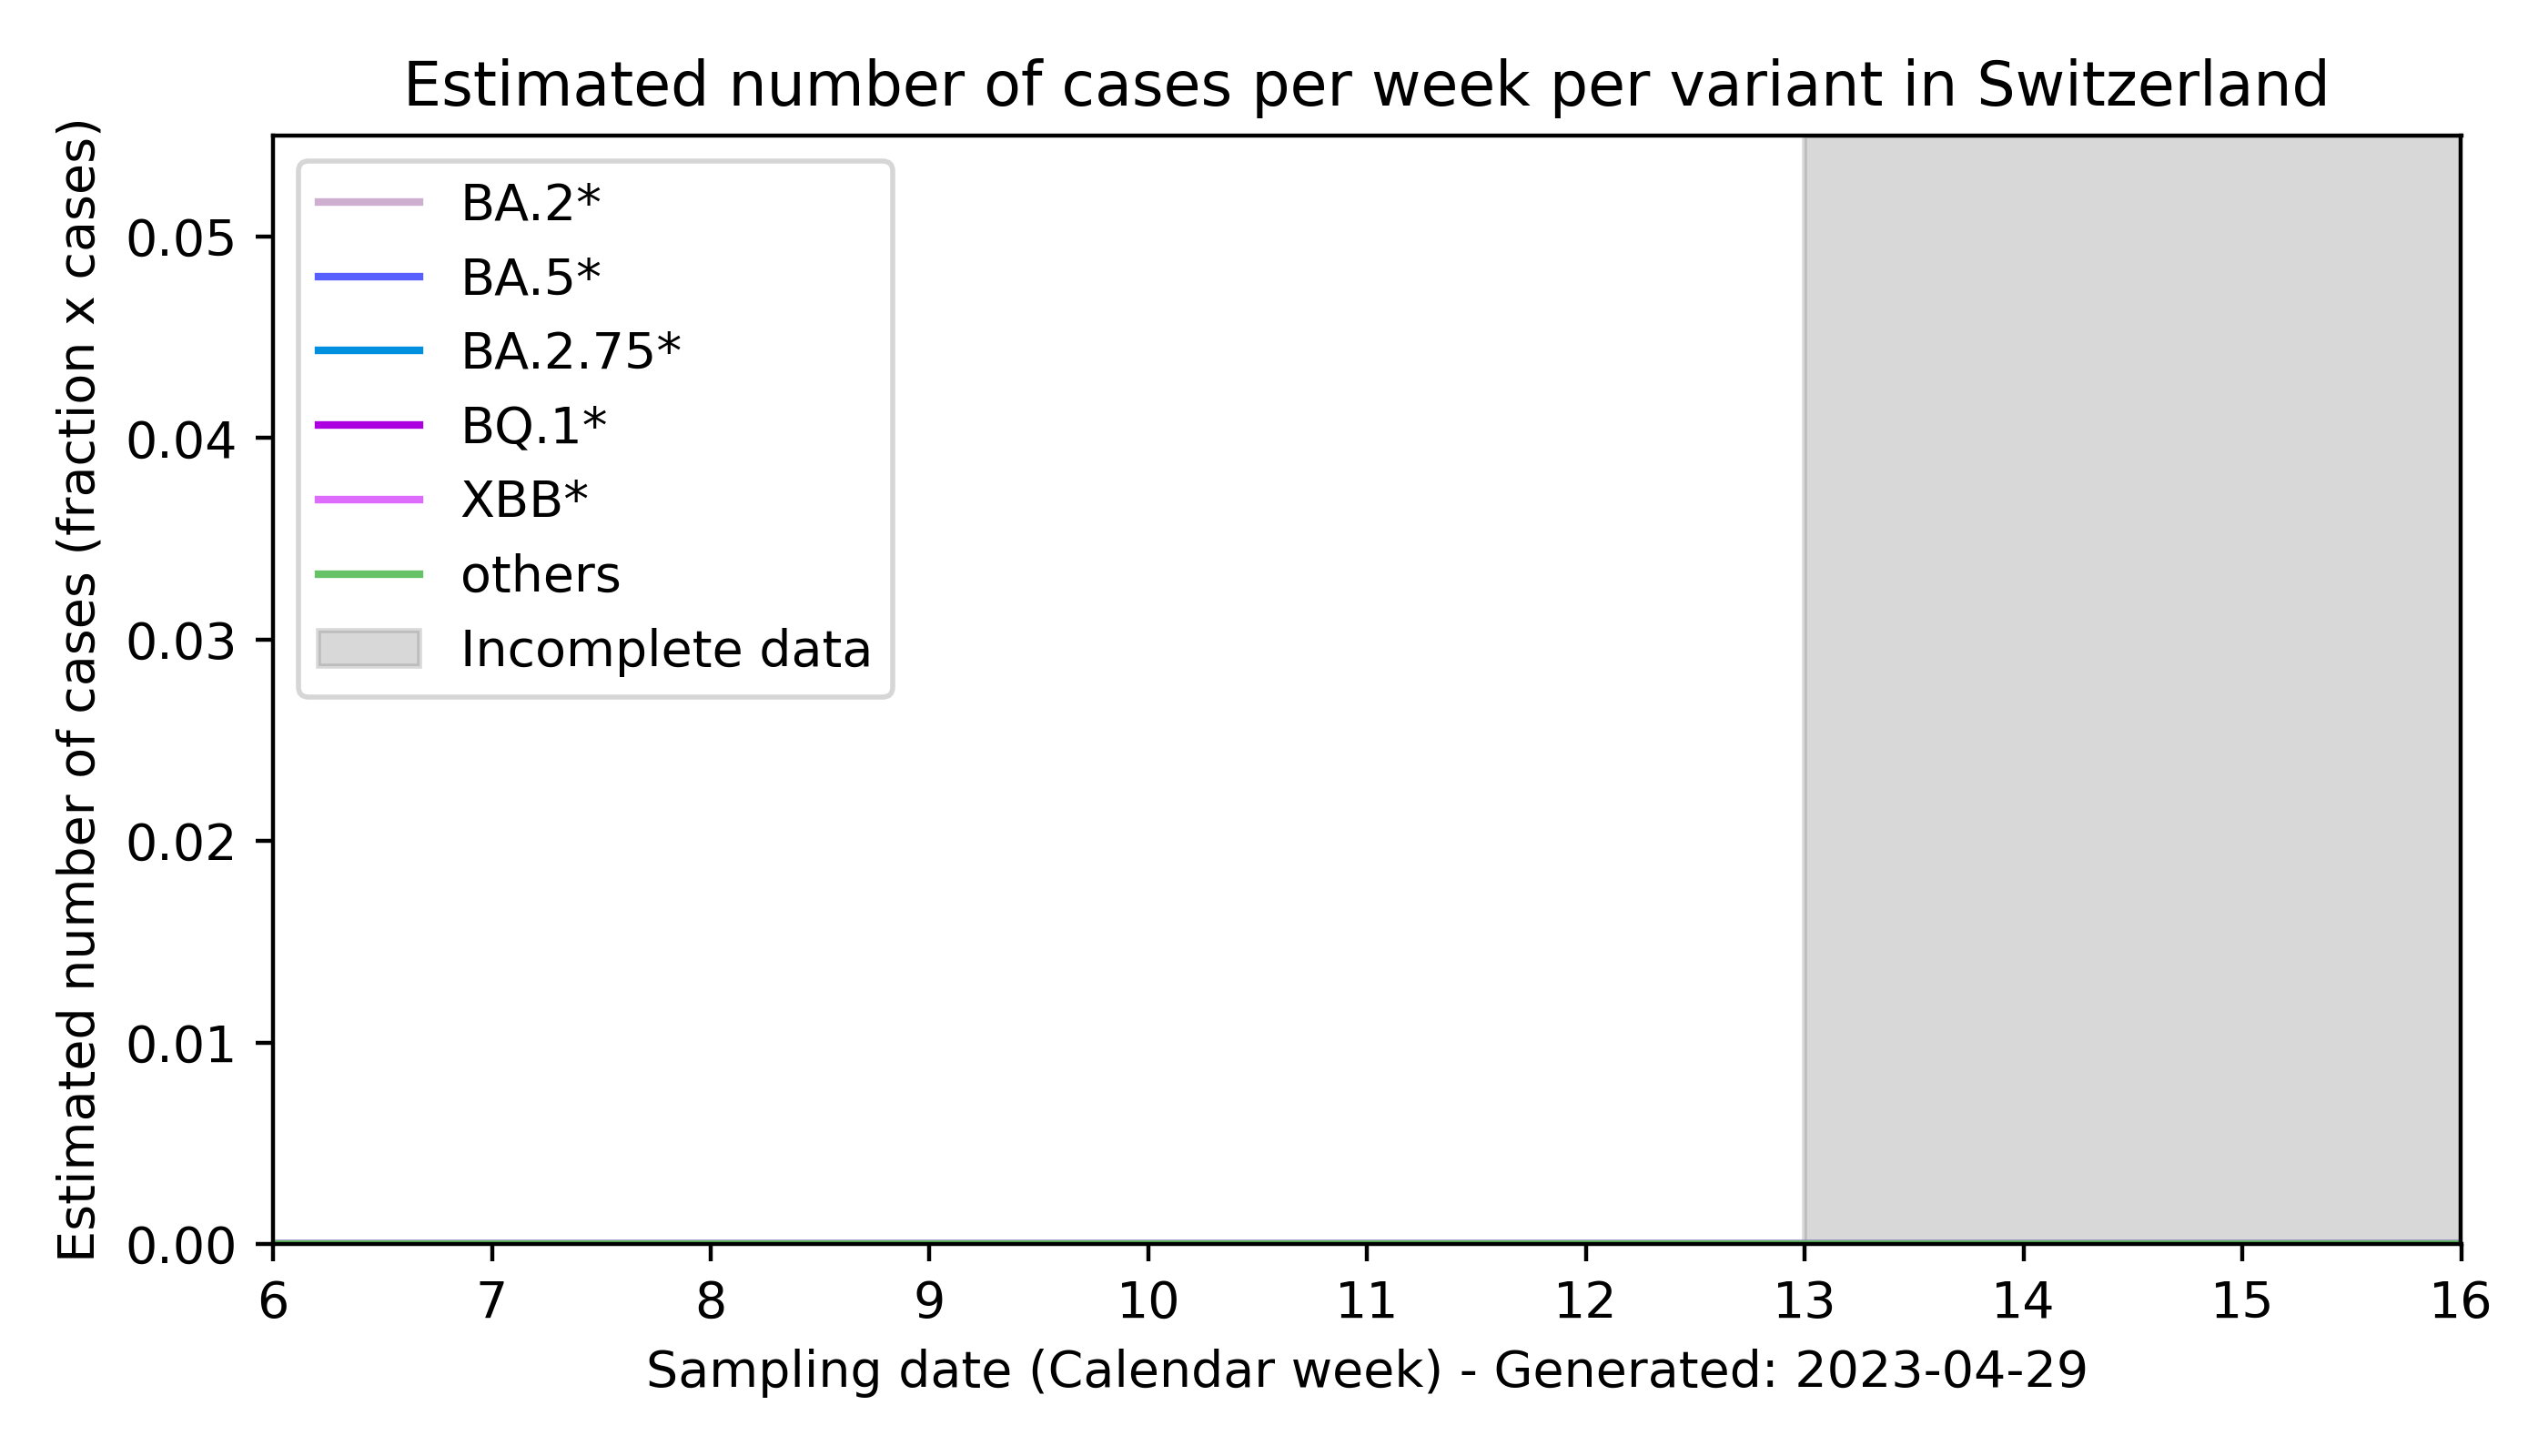 Estimated number of cases per week per variant in Switzerland
Estimated number of cases (fraction x cases)
0.05
0.04
0.03
0.02
0.01
0.00
BA.2*
BA.5*
BA.2.75*
BQ.1*
XBB*
others
Incomplete data
6 7 8 9 10 11 12 13 14 15 16
Sampling date (Calendar week) - Generated: 2023-04-29